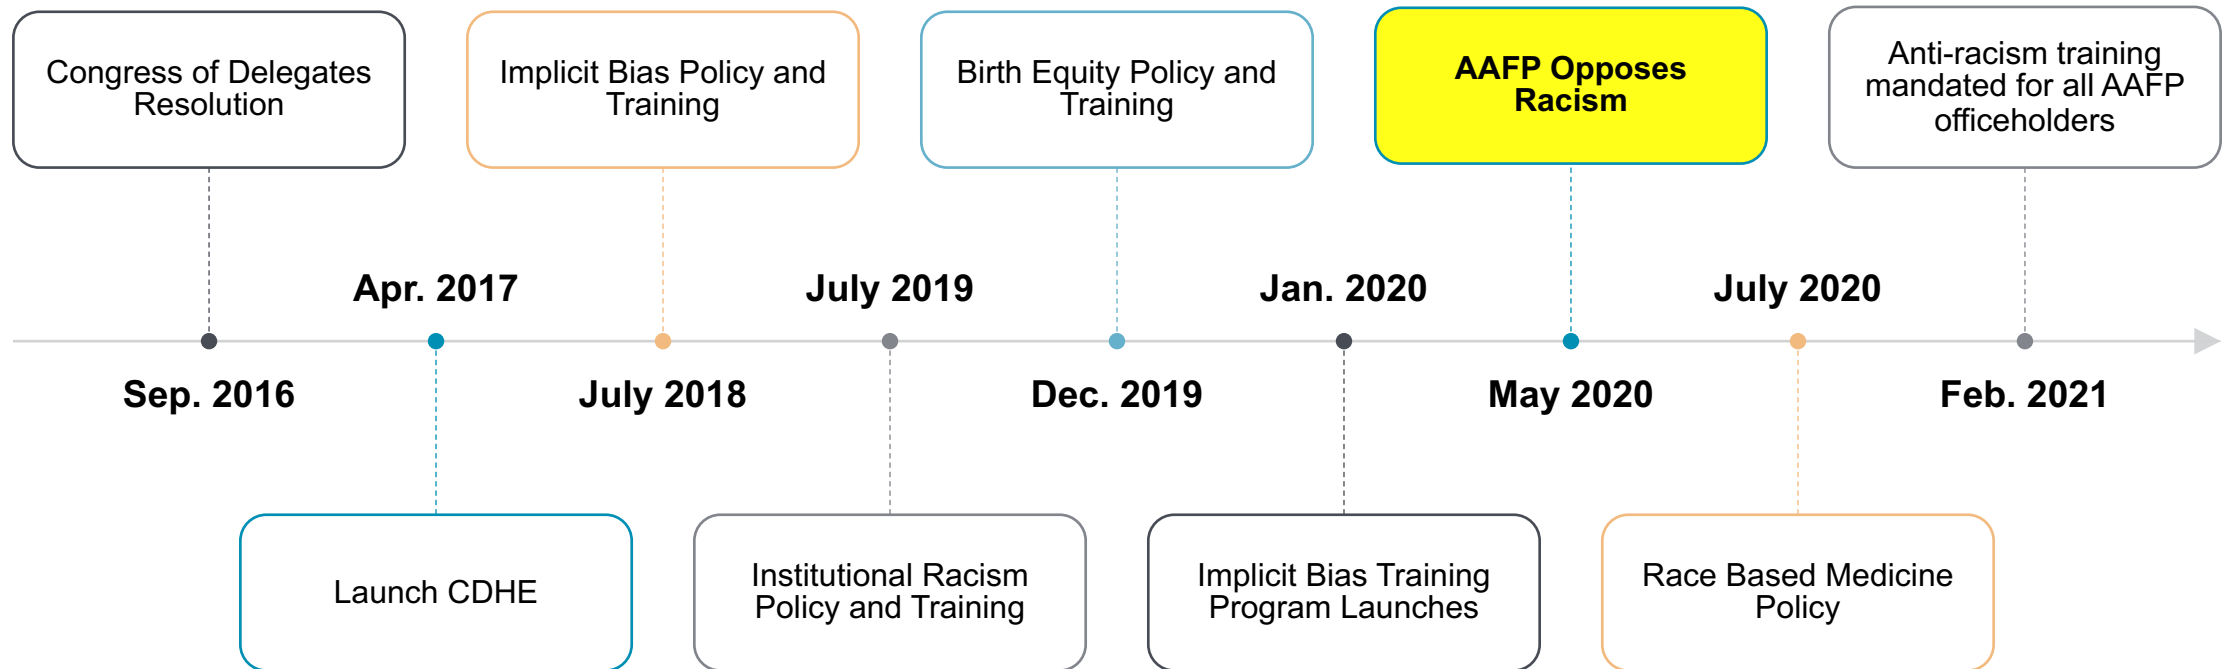 Congress of Delegates
Resolution
Implicit Bias Policy and
Training
Birth Equity Policy and
Training
AAFP Opposes
Racism
Anti-racism training
mandated for all AAFP
officeholders
Apr. 2017
July 2019
Jan. 2020
July 2020
Sep. 2016
July 2018
Dec. 2019
May 2020
Feb. 2021
Launch CDHE
Institutional Racism
Policy and Training
Implicit Bias Training
Program Launches
Race Based Medicine
Policy